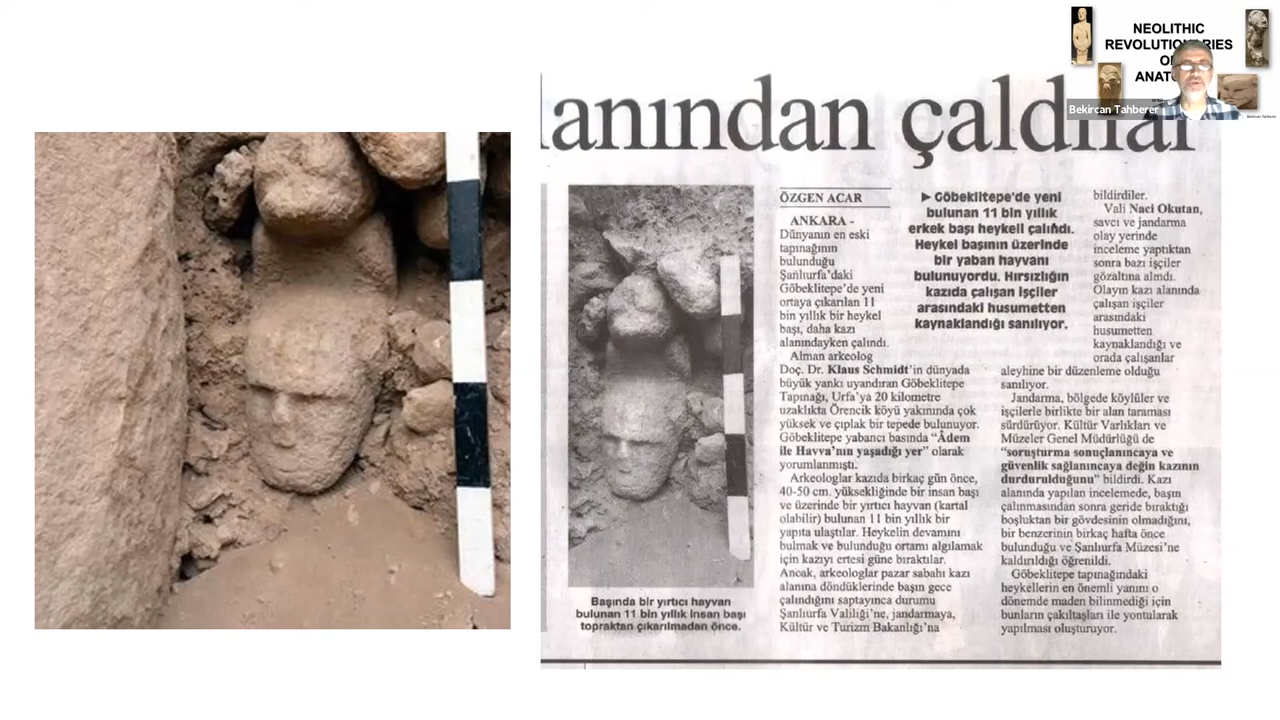 NEOLITHIC
REVOLUTIONARIES
Bekircan Tahberer
Bekircan Tahberer
lanından çaldılar
ÖZGEN ACAR
ANKARA -
Dünyanın en eski
tapınağının
bulunduğu
Şanlıurfa'daki
Göbeklitepe'de yeni
ortaya çıkarılan 11
bin yıllık bir heykel
başı, daha kazı
alanındayken çalındı.
Alman arkeolog
Doç. Dr. Klaus Schmidt'in dünyada
büyük yankı uyandıran Göbeklitepe
Tapınağı, Urfa'ya 20 kilometre
uzaklıkta Örencik köyü yakınında çok
yüksek ve çıplak bir tepede bulunuyor.
Göbeklitepe yabancı basında "Âdem
ile Havva'nın yaşadığı yer" olarak
yorumlanmıştı.
Arkeologlar kazıda birkaç gün önce,
40-50 cm. yüksekliğinde bir insan başı
ve üzerinde bir yırtıcı hayvan (kartal
olabilir) bulunan 11 bin yıllık bir
yapıta ulaştılar. Heykelin devamını
bulmak ve bulunduğu ortamı algılamak
için kazıyı ertesi güne bıraktılar.
Ancak, arkeologlar pazar sabahı kazı
alanına döndüklerinde başın gece
çalındığını saptayınca durumu
Şanlıurfa Valiliği'ne, jandarmaya,
Kültür ve Turizm Bakanlığı'na
▶ Göbeklitepe'de yeni
bulunan 11 bin yıllık
erkek başı heykeli çalındı.
Heykel başının üzerinde
bir yaban hayvanı
bulunuyordu. Hırsızlığın
kazıda çalışan işçiler
arasındaki husumetten
kaynaklandığı sanılıyor.
bildirdiler.
Vali Naci Okutan,
savcı ve jandarma
olay yerinde
inceleme yaptıktan
sonra bazı işçiler
gözaltına alındı.
Olayın kazı alanında
çalışan işçiler
arasındaki
husumetten
kaynaklandığı ve
orada çalışanlar
aleyhine bir düzenleme olduğu
sanılıyor.
Jandarma, bölgede köylüler ve
işçilerle birlikte bir alan taraması
sürdürüyor. Kültür Varlıkları ve
Müzeler Genel Müdürlüğü de
"soruşturma sonuçlanıncaya ve
güvenlik sağlanıncaya değin kazının
durdurulduğunu" bildirdi. Kazı
alanında yapılan incelemede, başın
çalınmasından sonra geride bıraktığı
boşluktan bir gövdesinin olmadığını,
bir benzerinin birkaç hafta önce
bulunduğu ve Şanlıurfa Müzesi'ne
kaldırıldığı öğrenildi.
Göbeklitepe tapınağındaki
heykellerin en önemli yanını o
dönemde maden bilinmediği için
bunların çakıltaşları ile yontularak
yapılması oluşturuyor.
Başında bir yırtıcı hayvan
bulunan 11 bin yıllık insan başı
topraktan çıkarılmadan önce.